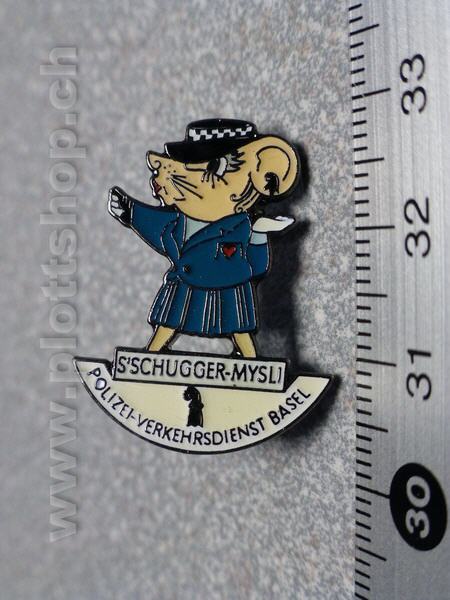 www.plottshop.ch
S'SCHUGGER-MYSLI
POLIZEI-VERKEHRSDIENST BASEL
33
32
31
30